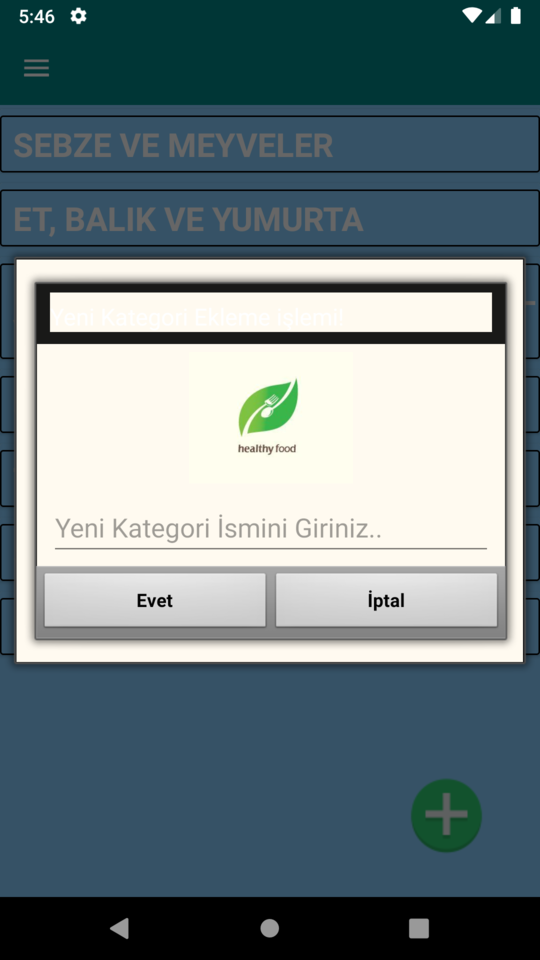 5:46
SEBZE VE MEYVELER
ET, BALIK VE YUMURTA
Yeni Kategori Ekleme işlemi!
healthy food
Yeni Kategori İsmini Giriniz..
Evet
İptal